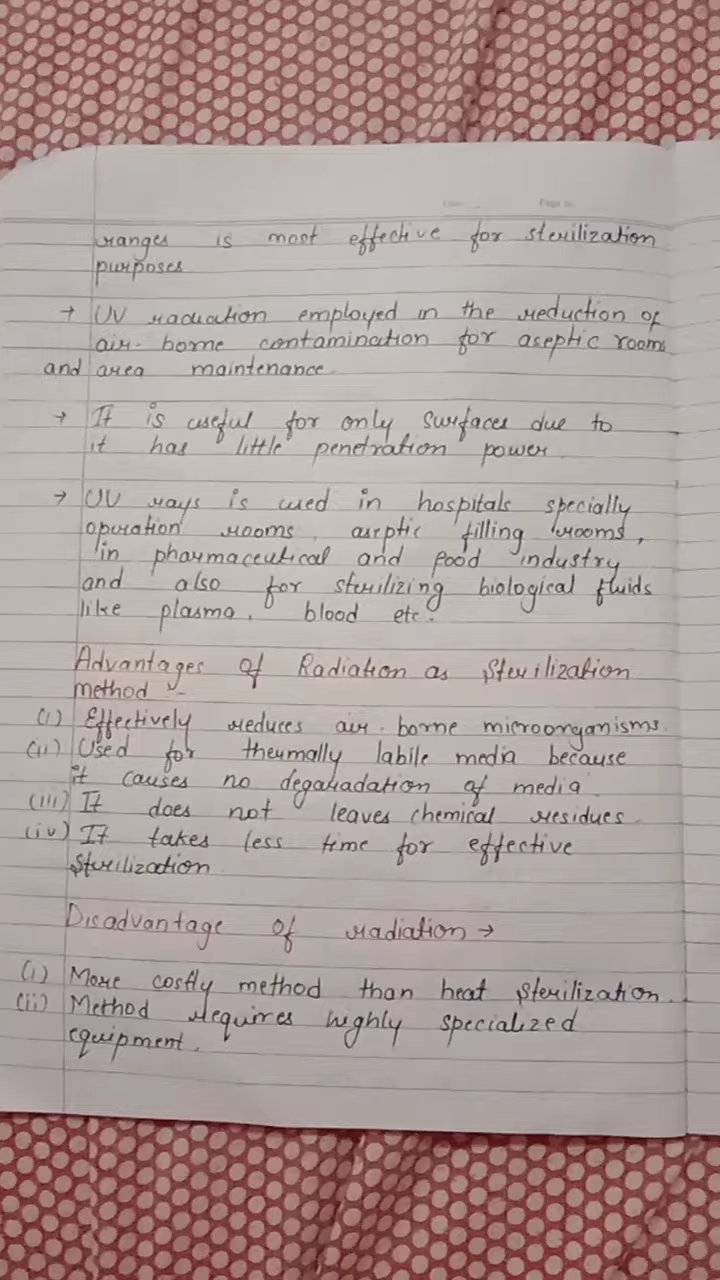 ranges is most effective for sterilization
purposes
→ UV radiation employed in the reduction of
air-borne contamination for aseptic rooms
and area maintenance.
→ It is useful for only surfaces due to
it has little penetration power.
→ UV rays is used in hospitals specially
operation rooms, aseptic filling rooms,
in pharmaceutical and food industry
and also for sterilizing biological fluids
like plasma, blood etc.
Advantages of Radiation as Sterilization
method :-
(i) Effectively reduces air-borne microorganisms.
(ii) Used for thermally labile media because
it causes no degaradation of media.
(iii) It does not leaves chemical residues.
(iv) It takes less time for effective
Sterilization.
Disadvantage of radiation →
(i) More costly method than heat sterilization.
(ii) Method requires highly specialized
equipment.